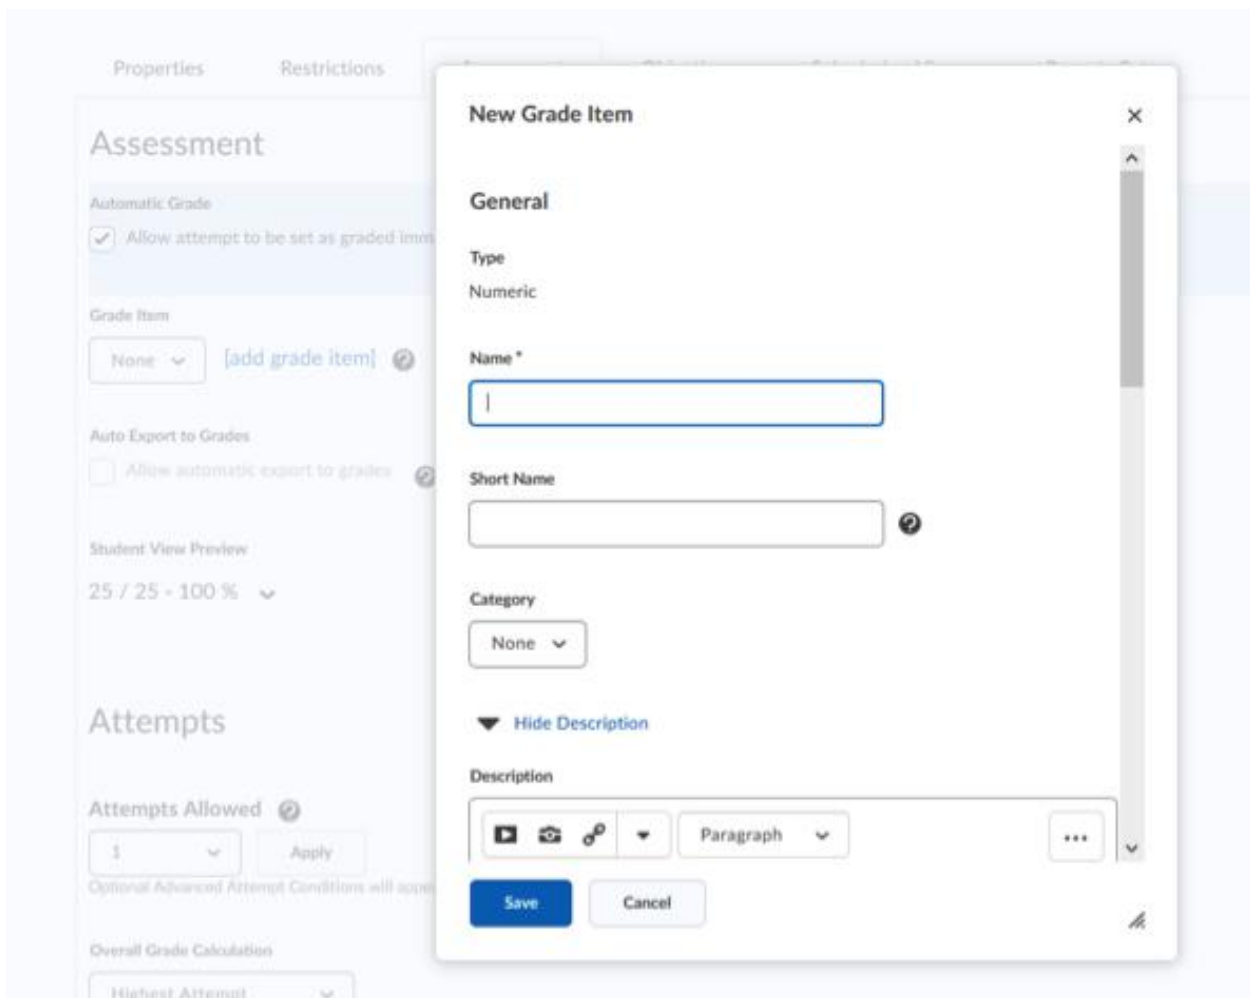 Properties
Restrictions
Assessment
Automatic Grade
Allow attempt to be set as graded imm
Grade Item
None
[add grade item]
Auto Export to Grades
Allow automatic export to grades
Student View Preview
25 / 25 - 100 %
Attempts
Attempts Allowed
1
Apply
Optional Advanced Attempt Conditions will appe
Overall Grade Calculation
Highest Attempt
New Grade Item
General
Type
Numeric
Name *
Short Name
Category
None
Hide Description
Description
Paragraph
Save
Cancel